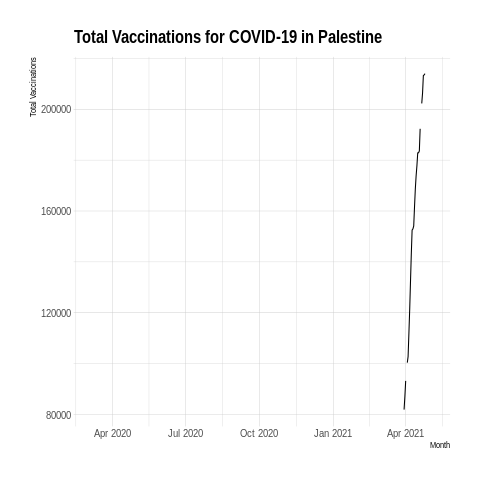 Total Vaccinations for COVID-19 in Palestine
Total Vaccinations
200000
160000
120000
80000
Apr 2020 Jul 2020 Oct 2020 Jan 2021 Apr 2021
Month